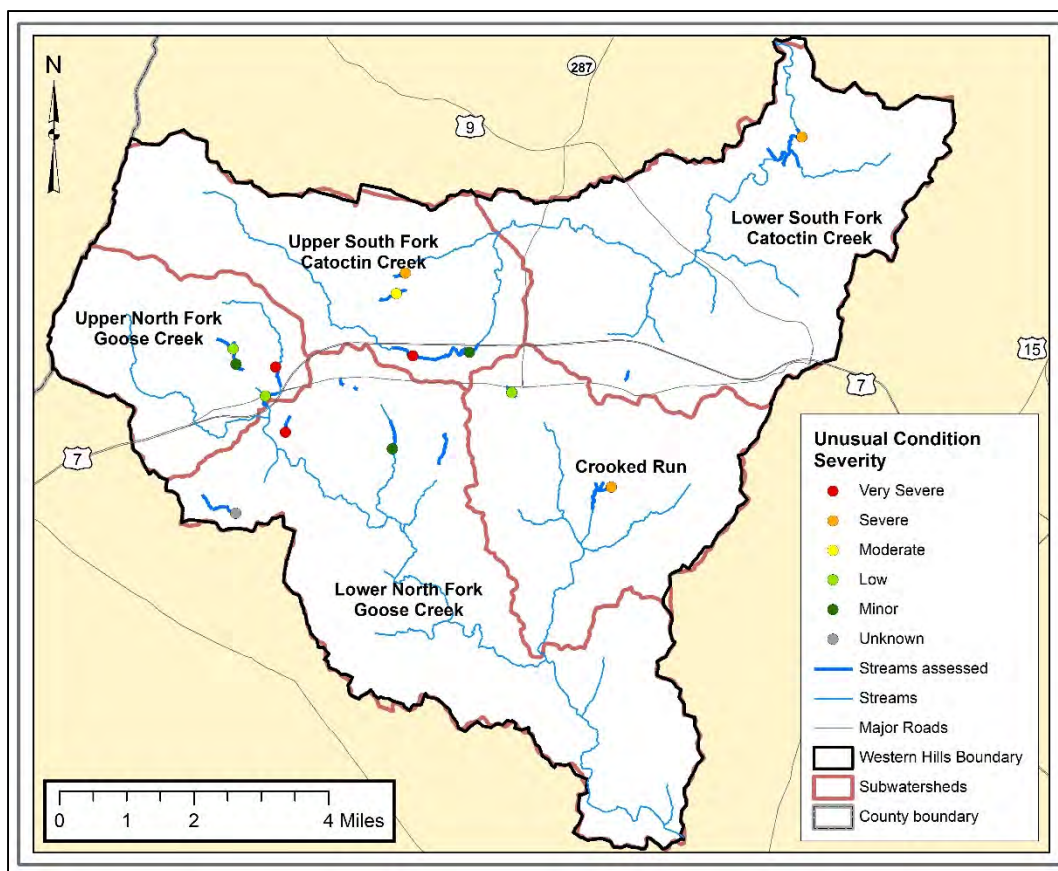 N
287
9
Lower South Fork
Catoctin Creek
Upper South Fork
Catoctin Creek
Upper North Fork
Goose Creek
15
7
7
Crooked Run
Lower North Fork
Goose Creek
Unusual Condition
Severity
Very Severe
Severe
Moderate
Low
Minor
Unknown
Streams assessed
Streams
Major Roads
Western Hills Boundary
Subwatersheds
County boundary
0 1 2 4 Miles